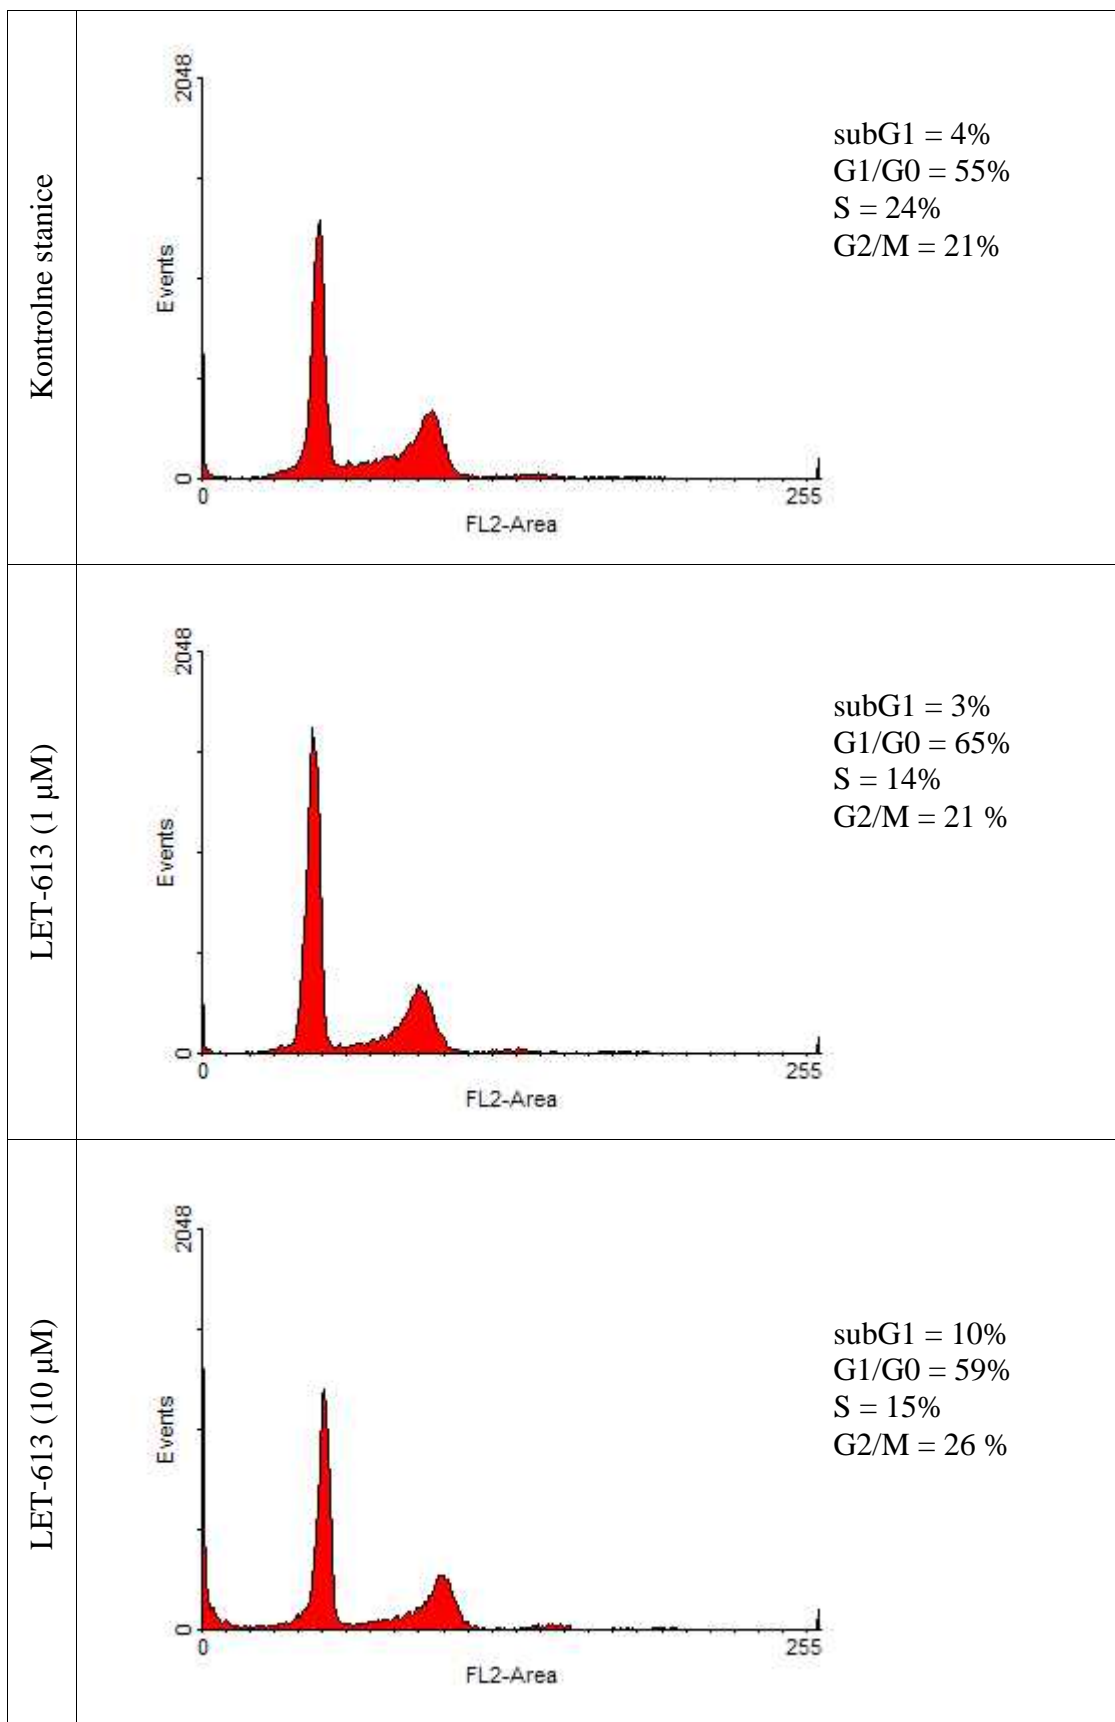 Kontrolne stanice
2048
Events
0
0
255
FL2-Area
subG1 = 4%
G1/G0 = 55%
S = 24%
G2/M = 21%
LET-613 (1 µM)
2048
Events
0
0
255
FL2-Area
subG1 = 3%
G1/G0 = 65%
S = 14%
G2/M = 21 %
LET-613 (10 µM)
2048
Events
0
0
255
FL2-Area
subG1 = 10%
G1/G0 = 59%
S = 15%
G2/M = 26 %